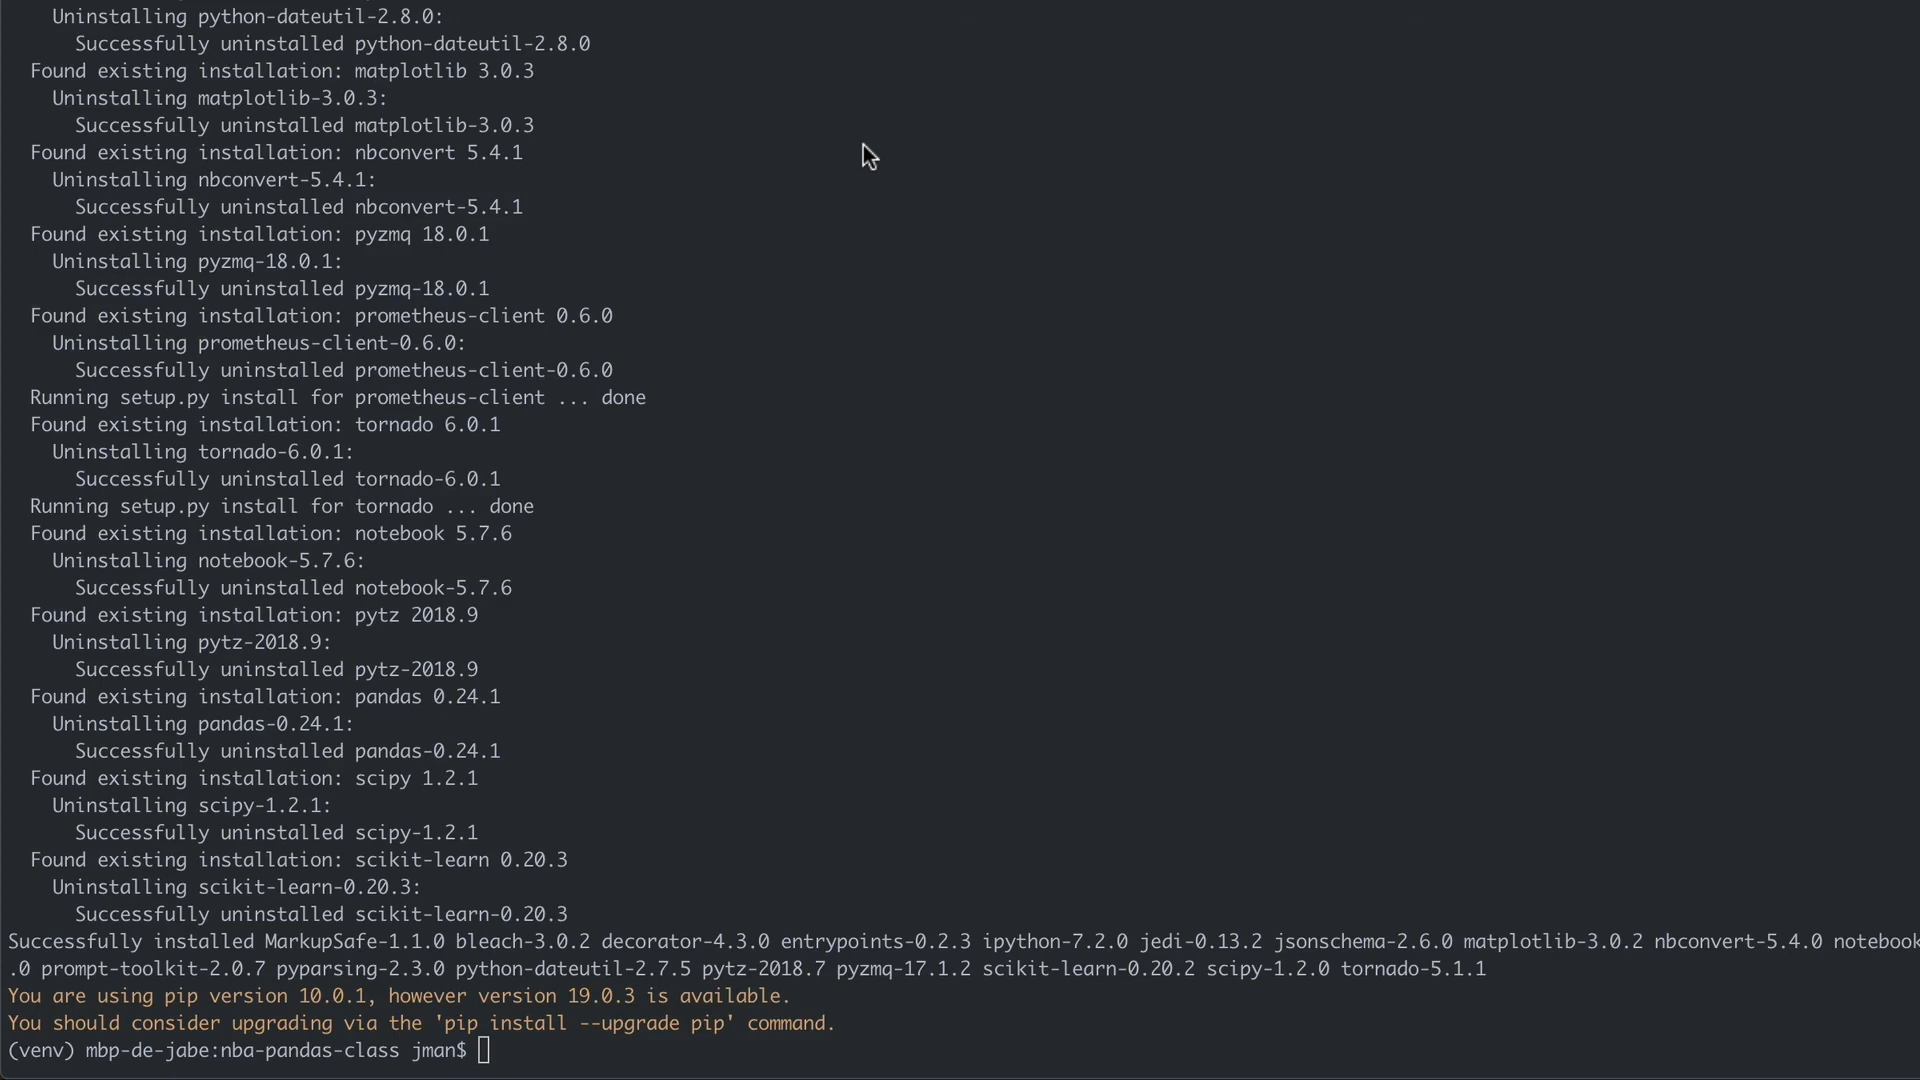 Uninstalling python-dateutil-2.8.0:
Successfully uninstalled python-dateutil-2.8.0
Found existing installation: matplotlib 3.0.3
Uninstalling matplotlib-3.0.3:
Successfully uninstalled matplotlib-3.0.3
Found existing installation: nbconvert 5.4.1
Uninstalling nbconvert-5.4.1:
Successfully uninstalled nbconvert-5.4.1
Found existing installation: pyzmq 18.0.1
Uninstalling pyzmq-18.0.1:
Successfully uninstalled pyzmq-18.0.1
Found existing installation: prometheus-client 0.6.0
Uninstalling prometheus-client-0.6.0:
Successfully uninstalled prometheus-client-0.6.0
Running setup.py install for prometheus-client ... done
Found existing installation: tornado 6.0.1
Uninstalling tornado-6.0.1:
Successfully uninstalled tornado-6.0.1
Running setup.py install for tornado ... done
Found existing installation: notebook 5.7.6
Uninstalling notebook-5.7.6:
Successfully uninstalled notebook-5.7.6
Found existing installation: pytz 2018.9
Uninstalling pytz-2018.9:
Successfully uninstalled pytz-2018.9
Found existing installation: pandas 0.24.1
Uninstalling pandas-0.24.1:
Successfully uninstalled pandas-0.24.1
Found existing installation: scipy 1.2.1
Uninstalling scipy-1.2.1:
Successfully uninstalled scipy-1.2.1
Found existing installation: scikit-learn 0.20.3
Uninstalling scikit-learn-0.20.3:
Successfully uninstalled scikit-learn-0.20.3
Successfully installed MarkupSafe-1.1.0 bleach-3.0.2 decorator-4.3.0 entrypoints-0.2.3 ipython-7.2.0 jedi-0.13.2 jsonschema-2.6.0 matplotlib-3.0.2 nbconvert-5.4.0 notebook
.0 prompt-toolkit-2.0.7 pyparsing-2.3.0 python-dateutil-2.7.5 pytz-2018.7 pyzmq-17.1.2 scikit-learn-0.20.2 scipy-1.2.0 tornado-5.1.1
You are using pip version 10.0.1, however version 19.0.3 is available.
You should consider upgrading via the 'pip install --upgrade pip' command.
(venv) mbp-de-jabe:nba-pandas-class jman$